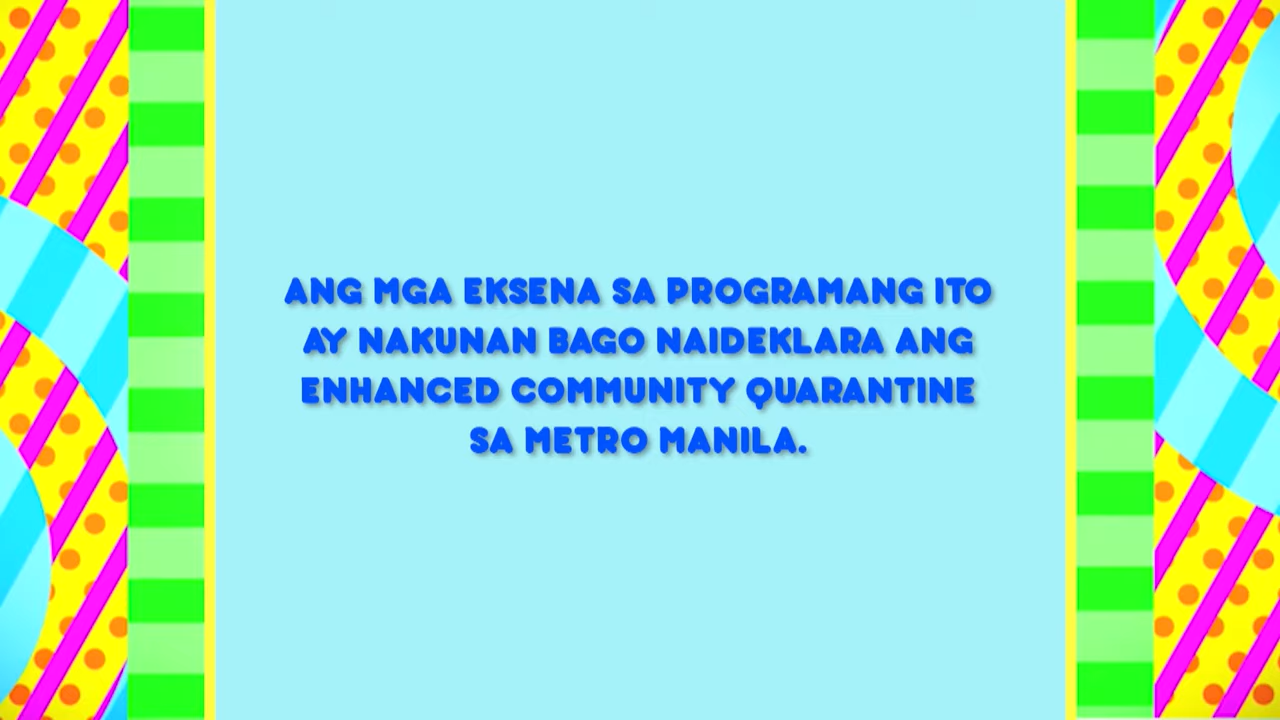 ANG MGA EKSENA SA PROGRAMANG ITO
AY NAKUNAN BAGO NAIDEKLARA ANG
ENHANCED COMMUNITY QUARANTINE
SA METRO MANILA.